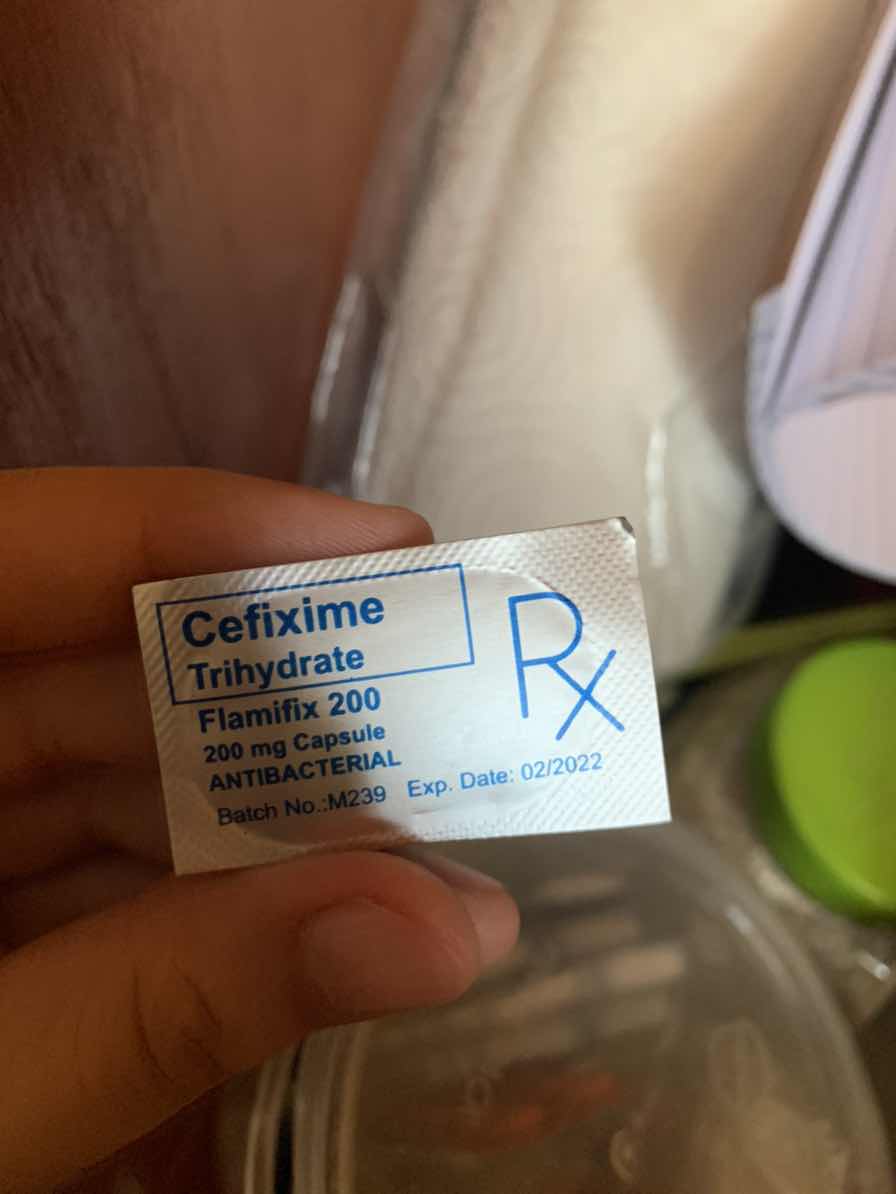 Cefixime
Trihydrate
Rx
Flamifix 200
200 mg Capsule
ANTIBACTERIAL
Batch No.:M239 Exp. Date: 02/2022